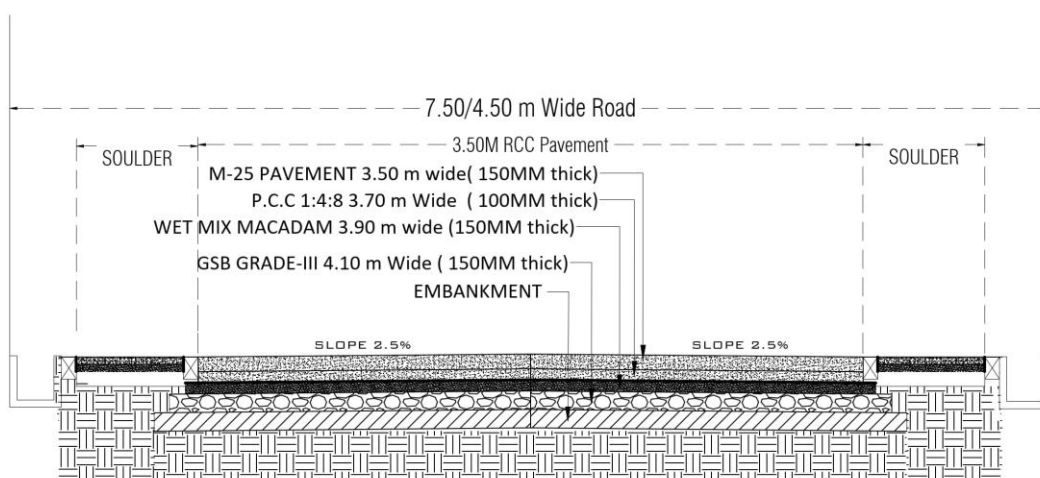 7.50/4.50 m Wide Road
SOULDER
3.50M RCC Pavement
SOULDER
M-25 PAVEMENT 3.50 m wide( 150MM thick)
P.C.C 1:4:8 3.70 m Wide ( 100MM thick)
WET MIX MACADAM 3.90 m wide (150MM thick)
GSB GRADE-III 4.10 m Wide ( 150MM thick)
EMBANKMENT
SLOPE 2.5%
SLOPE 2.5%